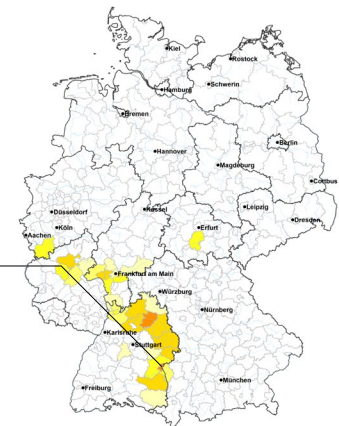 Kiel
Rostock
Schwerin
Hamburg
Bremen
Berlin
Hannover
Magdeburg
Cottbus
Düsseldorf
Kassel
Leipzig
Dresden
Köln
Erfurt
Aachen
Frankfurt am Main
Würzburg
Nürnberg
Karlsruhe
Stuttgart
München
Freiburg